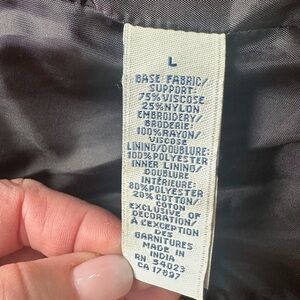 L
BASE FABRIC/
SUPPORT:
75%VISCOSE
25%NYLON
EMBROIDERY/
BRODERIE:
100%RAYON/
VISCOSE
LINING/DOUBLURE:
100%POLYESTER
INNER LINING/
DOUBLURE
INTÉRIEURE:
80%POLYESTER
20%COTTON/
COTON
EXCLUSIVE OF
DECORATION/
À L'EXCEPTION
DES
GARNITURES
MADE IN
INDIA
RN 54023
CA 17897